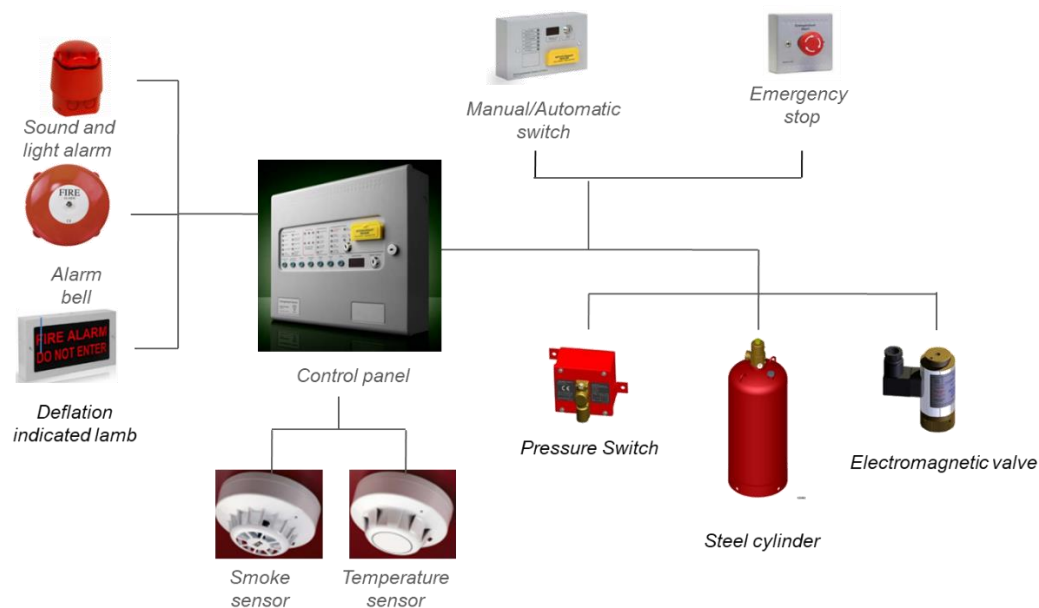 Manual/Automatic
switch
Emergency
stop
Sound and
light alarm
FIRE
Alarm
bell
FIRE ALARM
DO NOT ENTER
Deflation
indicated lamb
Control panel
Pressure Switch
Steel cylinder
Electromagnetic valve
Smoke
sensor
Temperature
sensor